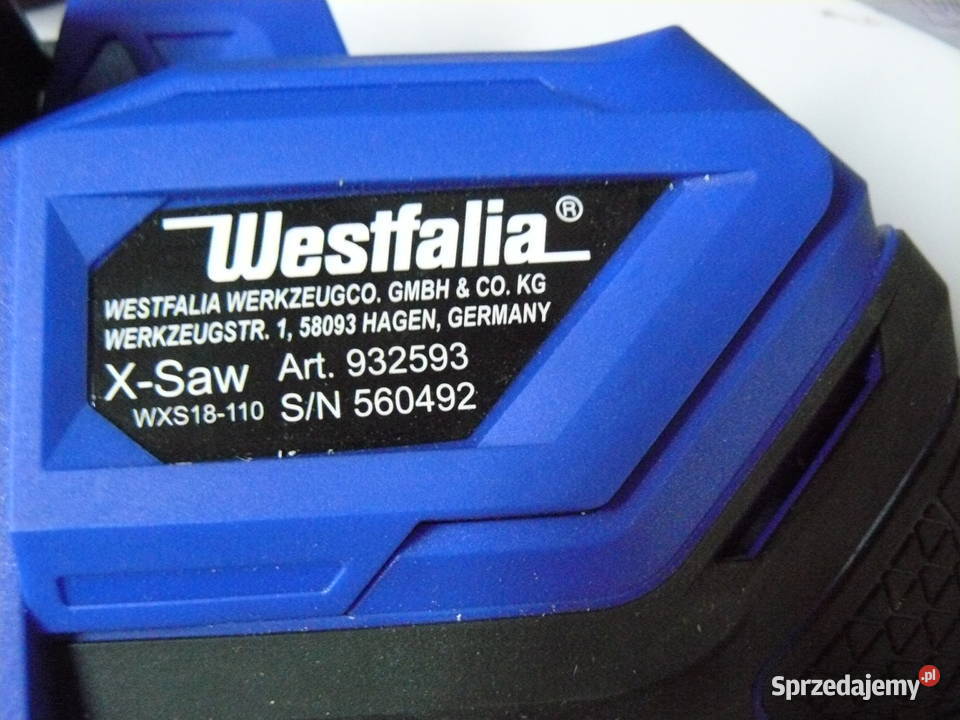 Westfalia®
WESTFALIA WERKZEUGCO. GMBH & CO. KG
WERKZEUGSTR. 1, 58093 HAGEN, GERMANY
X-Saw Art. 932593
WXS18-110 S/N 560492
Sprzedajemy.pl